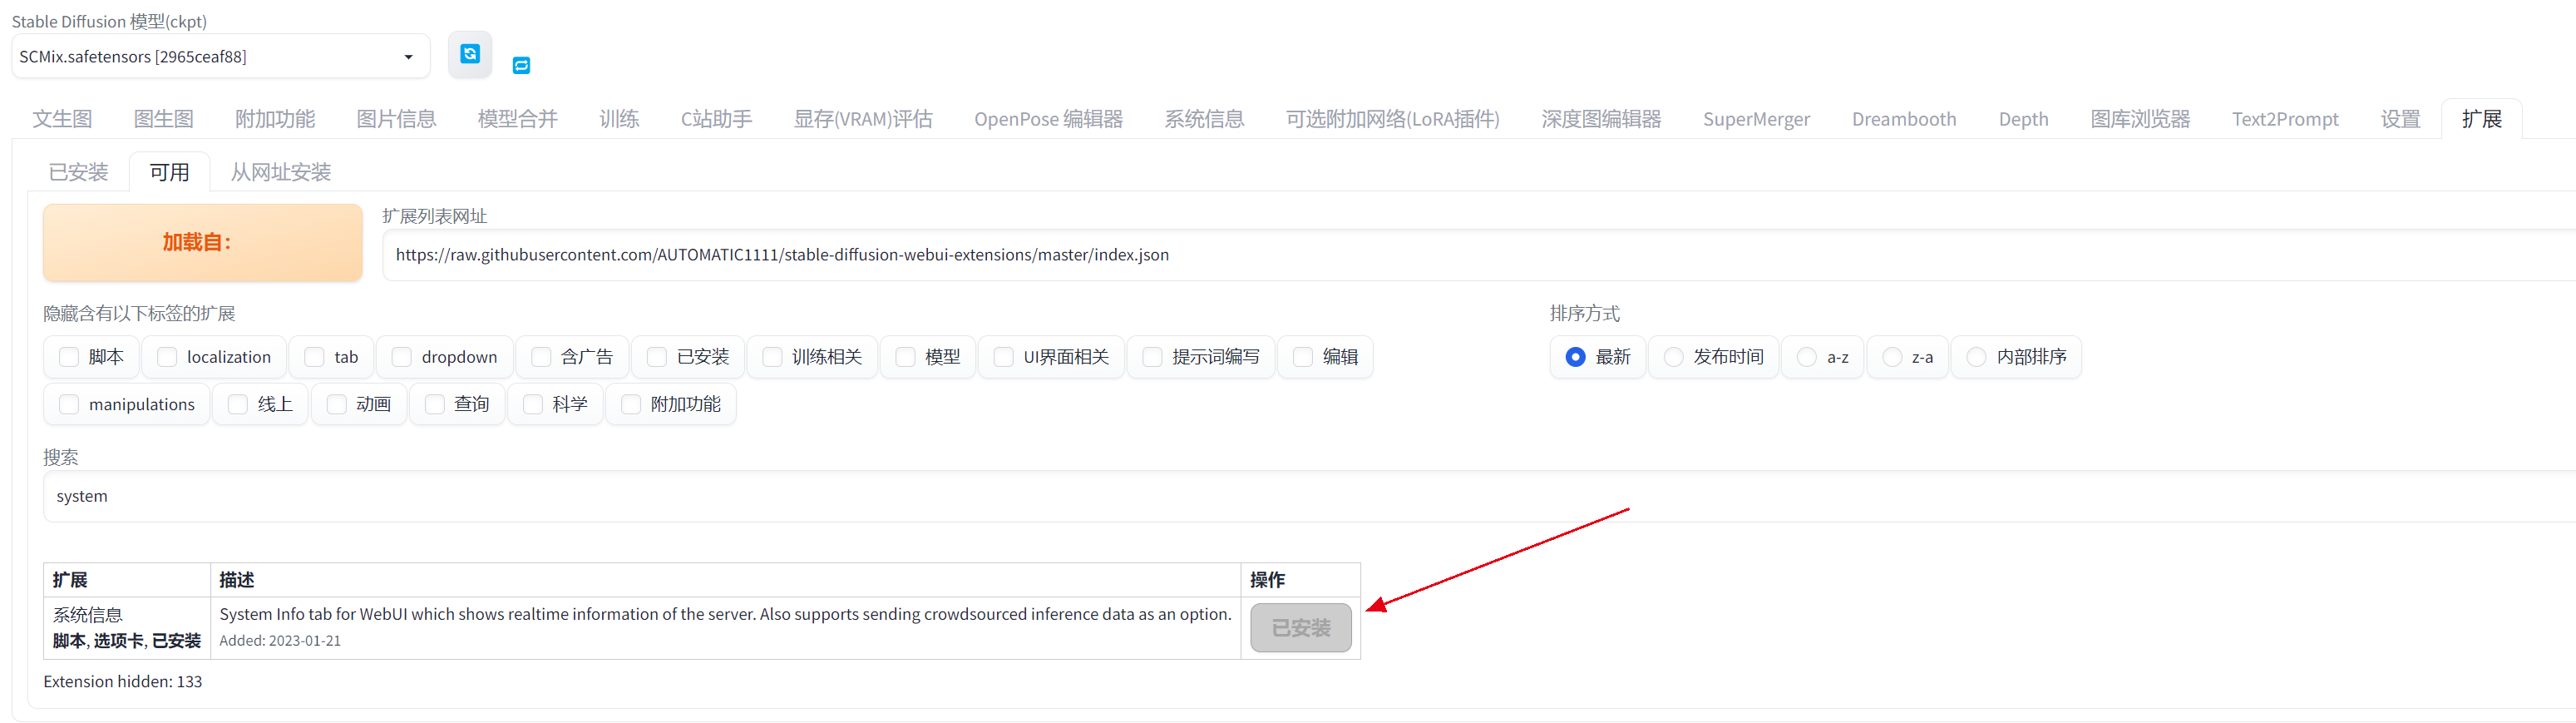 Stable Diffusion 模型(ckpt)
SCMix.safetensors [2965ceaf88]
文生图 图生图 附加功能 图片信息 模型合并 训练 C站助手 显存(VRAM)评估 OpenPose 编辑器 系统信息 可选附加网络(LoRA插件) 深度图编辑器 SuperMerger Dreambooth Depth 图库浏览器 Text2Prompt 设置 扩展
已安装 可用 从网址安装
加载自：
扩展列表网址
https://raw.githubusercontent.com/AUTOMATIC1111/stable-diffusion-webui-extensions/master/index.json
隐藏含有以下标签的扩展
脚本 localization tab dropdown 含广告 已安装 训练相关 模型 UI界面相关 提示词编写 编辑
manipulations 线上 动画 查询 科学 附加功能
排序方式
最新 发布时间 a-z z-a 内部排序
搜索
system
扩展 描述 操作
系统信息
脚本, 选项卡, 已安装
System Info tab for WebUI which shows realtime information of the server. Also supports sending crowdsourced inference data as an option.
Added: 2023-01-21
已安装
Extension hidden: 133